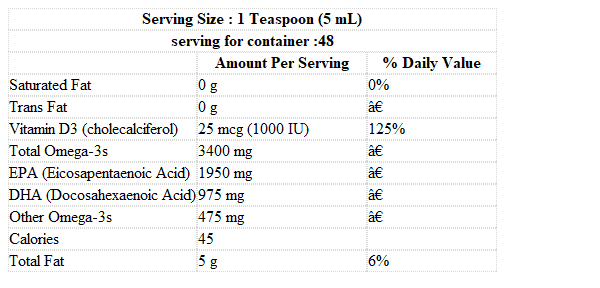 Serving Size : 1 Teaspoon (5 mL)
serving for container :48
Amount Per Serving % Daily Value
Saturated Fat 0 g 0%
Trans Fat 0 g â€
Vitamin D3 (cholecalciferol) 25 mcg (1000 IU) 125%
Total Omega-3s 3400 mg â€
EPA (Eicosapentaenoic Acid) 1950 mg â€
DHA (Docosahexaenoic Acid) 975 mg â€
Other Omega-3s 475 mg â€
Calories 45
Total Fat 5 g 6%